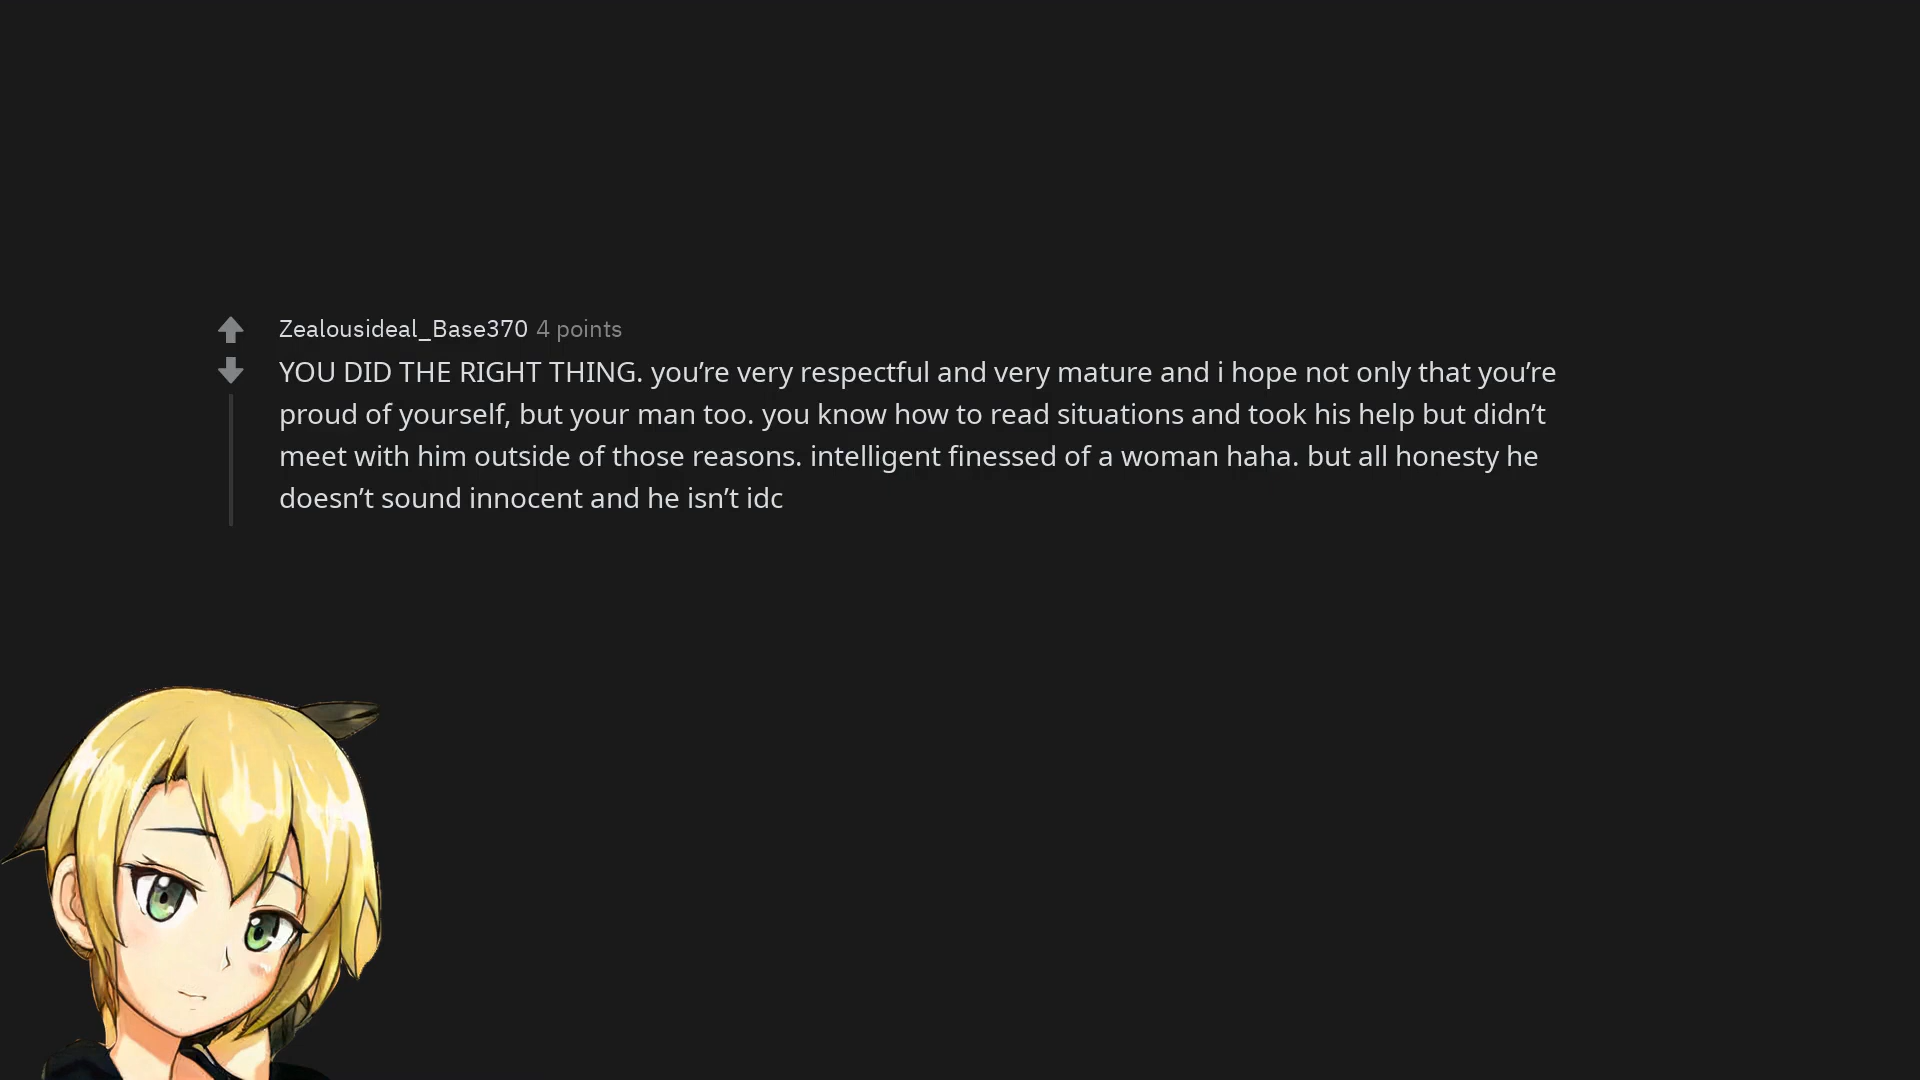 Zealousideal_Base370 4 points
YOU DID THE RIGHT THING. you’re very respectful and very mature and i hope not only that you’re
proud of yourself, but your man too. you know how to read situations and took his help but didn’t
meet with him outside of those reasons. intelligent finessed of a woman haha. but all honesty he
doesn’t sound innocent and he isn’t idc